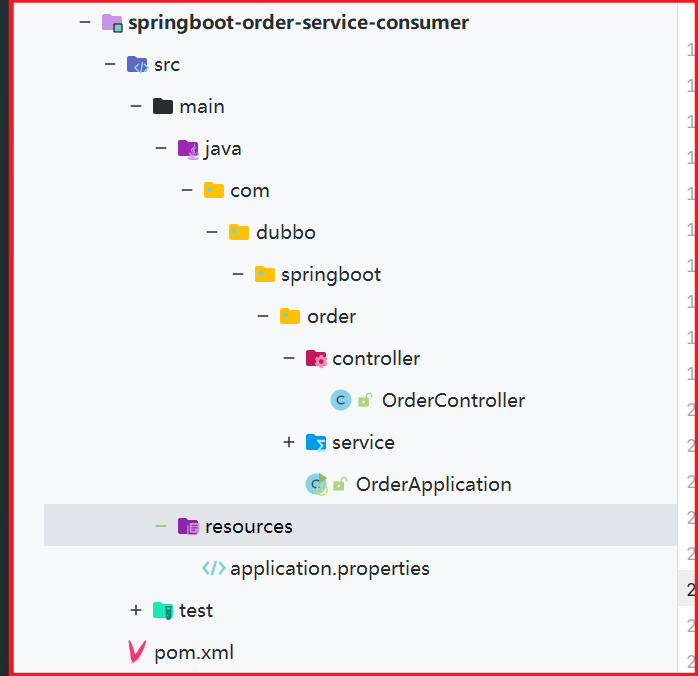 springboot-order-service-consumer
src
main
java
com
dubbo
springboot
order
controller
C OrderController
service
C OrderApplication
resources
application.properties
test
pom.xml